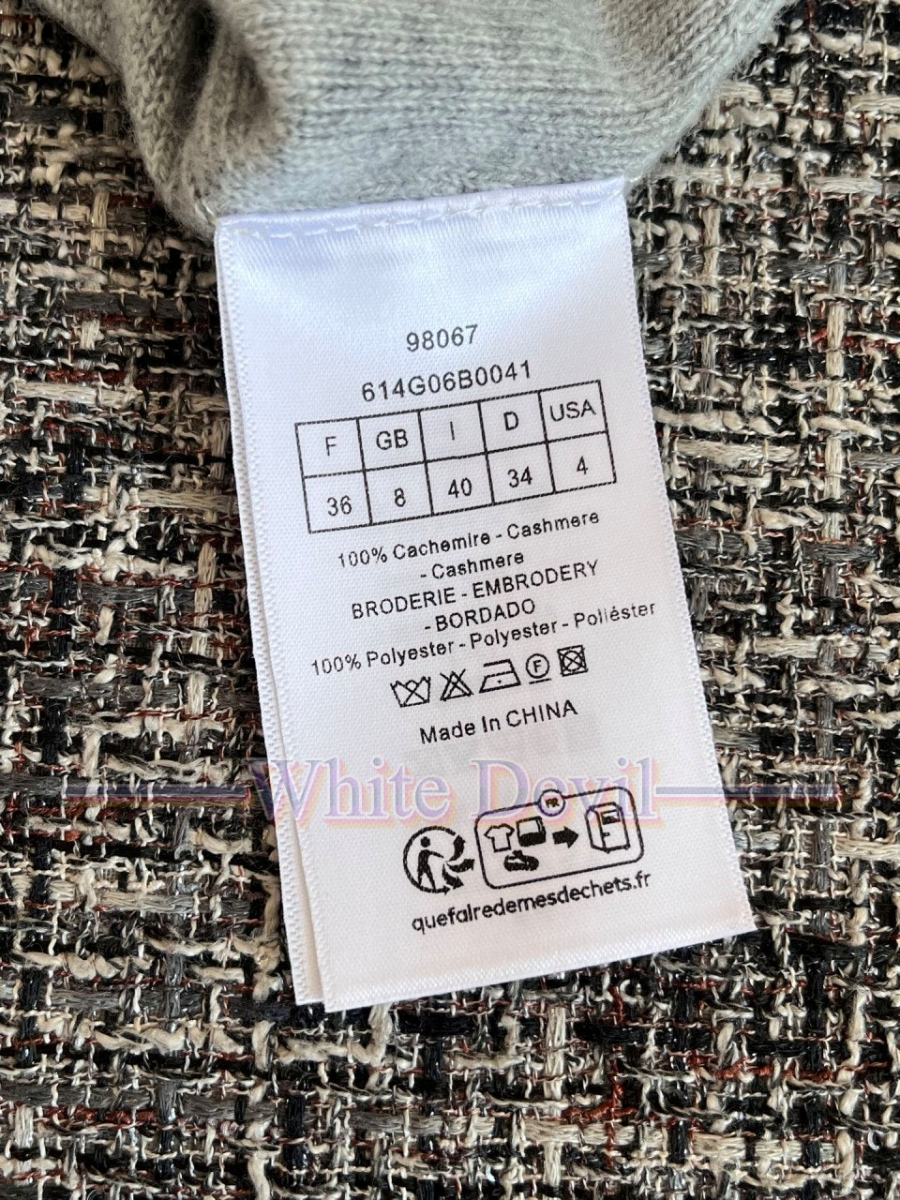 98067
614G06B0041
F GB I D USA
36 8 40 34 4
100% Cachemire - Cashmere
- Cashmere
BRODERIE - EMBRODERY
- BORDADO
100% Polyester - Polyester - Poliéster
F
Made In CHINA
White Devil
FR
quefairedemesdechets.fr